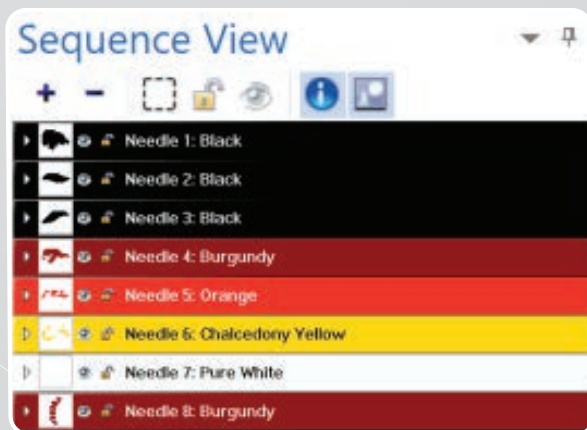 Sequence View
Needle 1: Black
Needle 2: Black
Needle 3: Black
Needle 4: Burgundy
Needle 5: Orange
Needle 6: Chalcedony Yellow
Needle 7: Pure White
Needle 8: Burgundy